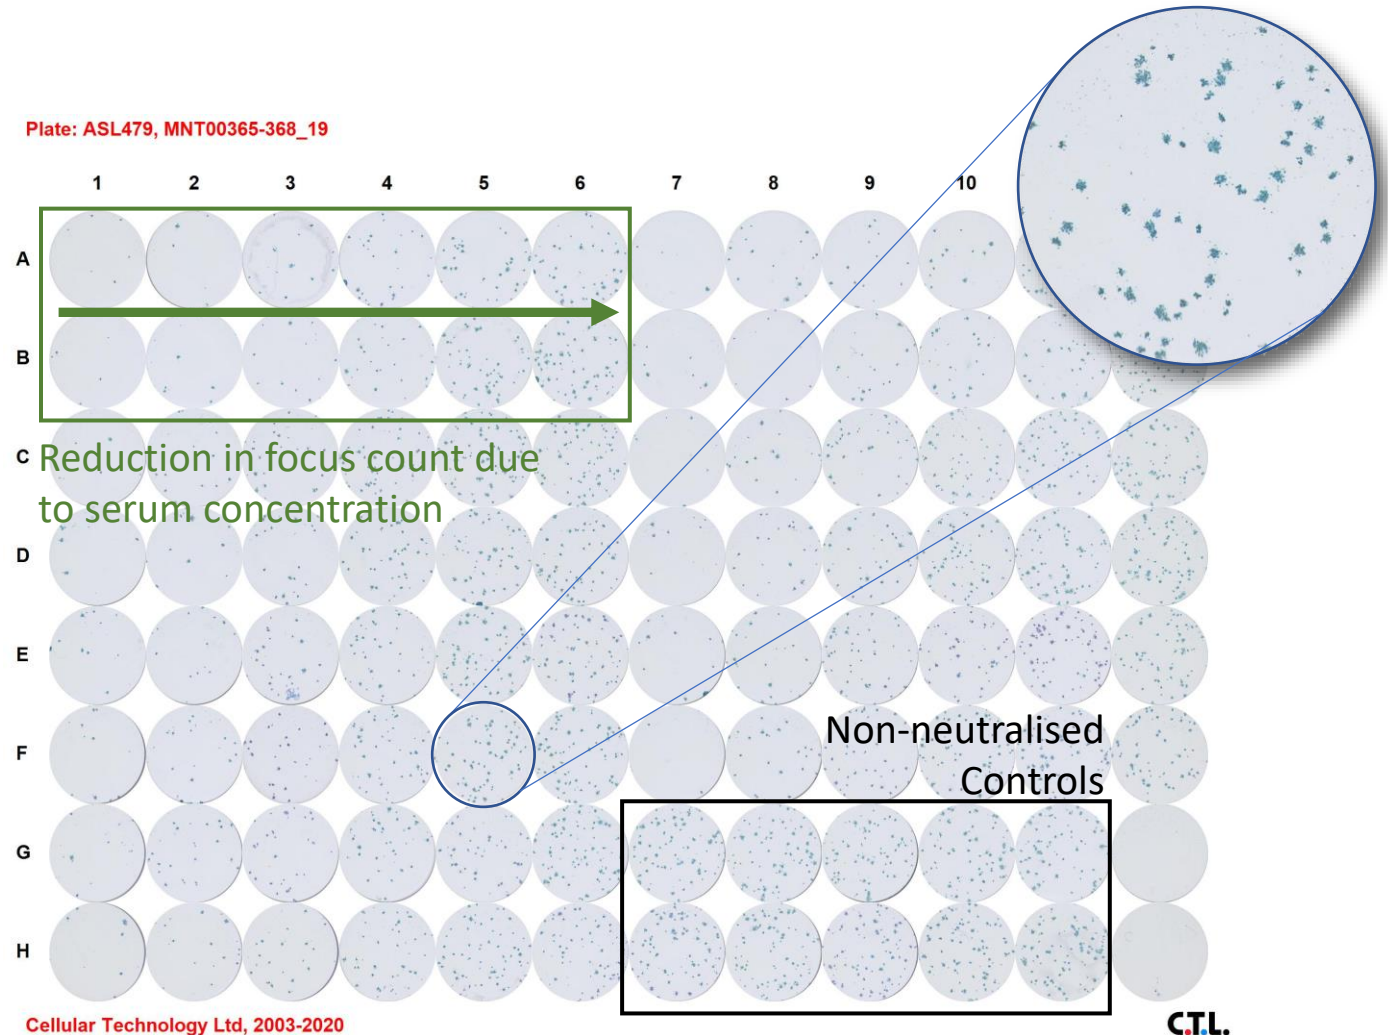 Plate: ASL479, MNT00365-368_19
1 2 3 4 5 6 7 8 9 10
A
B
C
Reduction in focus count due
to serum concentration
D
E
F
Non-neutralised
Controls
G
H
Cellular Technology Ltd, 2003-2020
C.T.L.